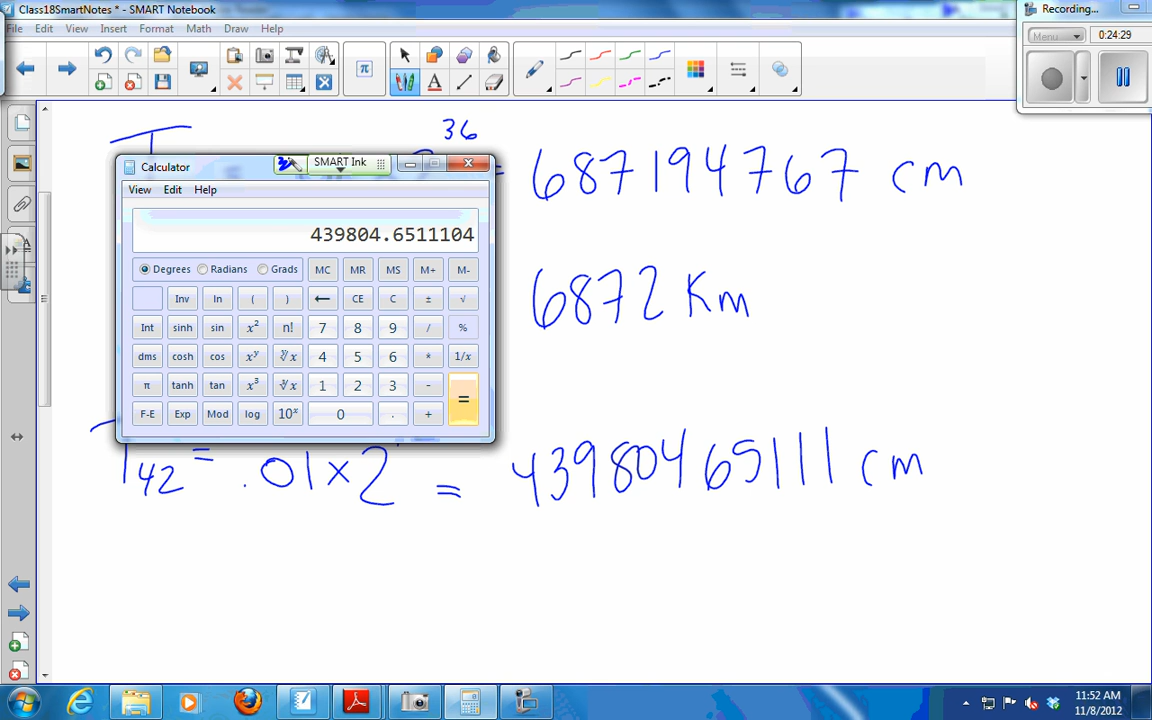 Class18SmartNotes * - SMART Notebook
Recording...
File Edit View Insert Format Math Tools Draw Help
Menu
0:24:29
π
A
36
= 687194767 cm
Calculator
SMART Ink
View Edit Help
439804.6511104
Degrees Radians Grads MC MR MS M+ M-
Inv ln ( ) ← CE C ± √
Int sinh sin x² n! 7 8 9 / %
dms cosh cos xʸ ʸ√x 4 5 6 * 1/x
π tanh tan x³ ³√x 1 2 3 - =
F-E Exp Mod log 10ˣ 0 . +
6872 Km
T42 = .01 x 2 = 43980465111 cm
11:52 AM
11/8/2012